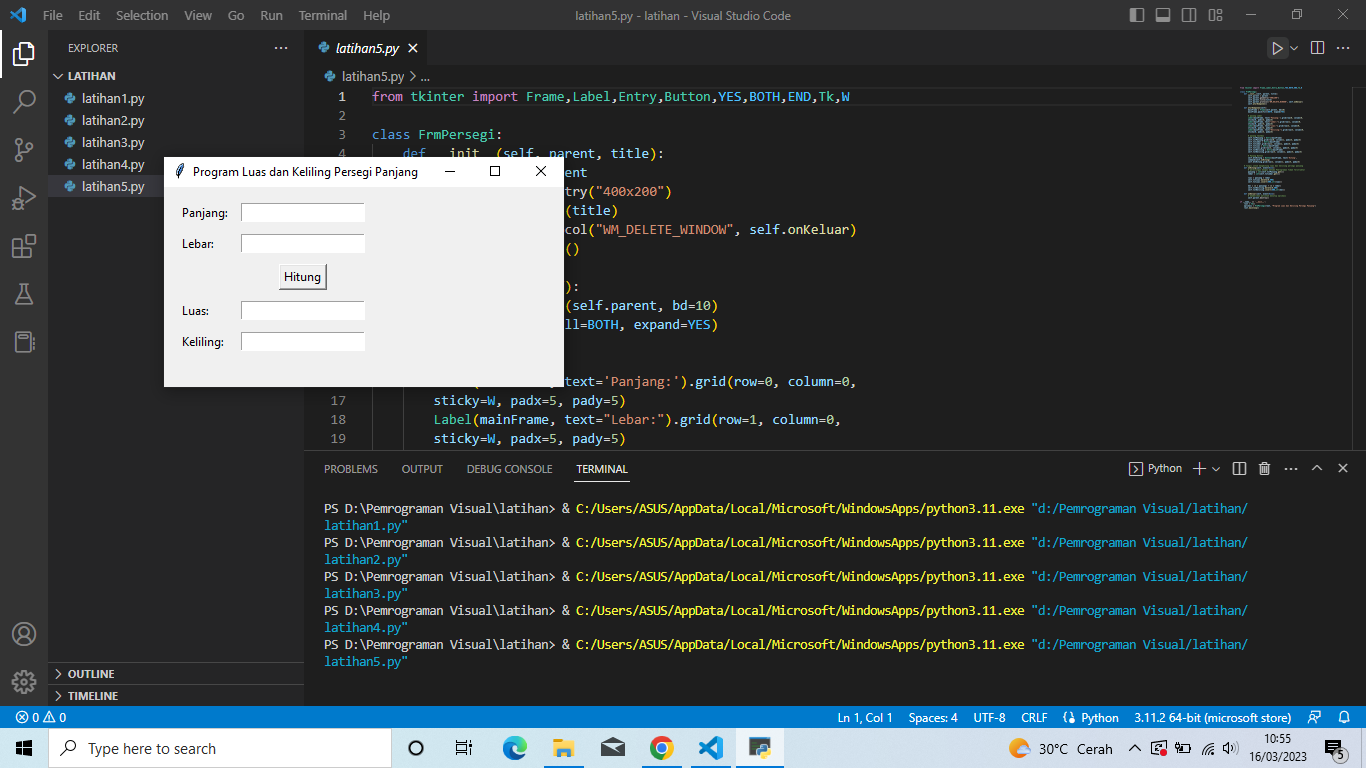 File Edit Selection View Go Run Terminal Help
latihan5.py - latihan - Visual Studio Code
EXPLORER
LATIHAN
latihan1.py
latihan2.py
latihan3.py
latihan4.py
latihan5.py
OUTLINE
TIMELINE
latihan5.py
latihan5.py > ...
1 from tkinter import Frame,Label,Entry,Button,YES,BOTH,END,Tk,W
2
3 class FrmPersegi:
4 def __init__(self, parent, title):
ent
try("400x200")
(title)
col("WM_DELETE_WINDOW", self.onKeluar)
()
):
(self.parent, bd=10)
ll=BOTH, expand=YES)
text='Panjang:').grid(row=0, column=0,
17 sticky=W, padx=5, pady=5)
18 Label(mainFrame, text="Lebar:").grid(row=1, column=0,
19 sticky=W, padx=5, pady=5)
Program Luas dan Keliling Persegi Panjang
Panjang:
Lebar:
Hitung
Luas:
Keliling:
PROBLEMS OUTPUT DEBUG CONSOLE TERMINAL
Python
PS D:\Pemrograman Visual\latihan> & C:/Users/ASUS/AppData/Local/Microsoft/WindowsApps/python3.11.exe "d:/Pemrograman Visual/latihan/
latihan1.py"
PS D:\Pemrograman Visual\latihan> & C:/Users/ASUS/AppData/Local/Microsoft/WindowsApps/python3.11.exe "d:/Pemrograman Visual/latihan/
latihan2.py"
PS D:\Pemrograman Visual\latihan> & C:/Users/ASUS/AppData/Local/Microsoft/WindowsApps/python3.11.exe "d:/Pemrograman Visual/latihan/
latihan3.py"
PS D:\Pemrograman Visual\latihan> & C:/Users/ASUS/AppData/Local/Microsoft/WindowsApps/python3.11.exe "d:/Pemrograman Visual/latihan/
latihan4.py"
PS D:\Pemrograman Visual\latihan> & C:/Users/ASUS/AppData/Local/Microsoft/WindowsApps/python3.11.exe "d:/Pemrograman Visual/latihan/
latihan5.py"
0 0
Ln 1, Col 1 Spaces: 4 UTF-8 CRLF Python 3.11.2 64-bit (microsoft store)
Type here to search
30°C Cerah
10:55
16/03/2023
5